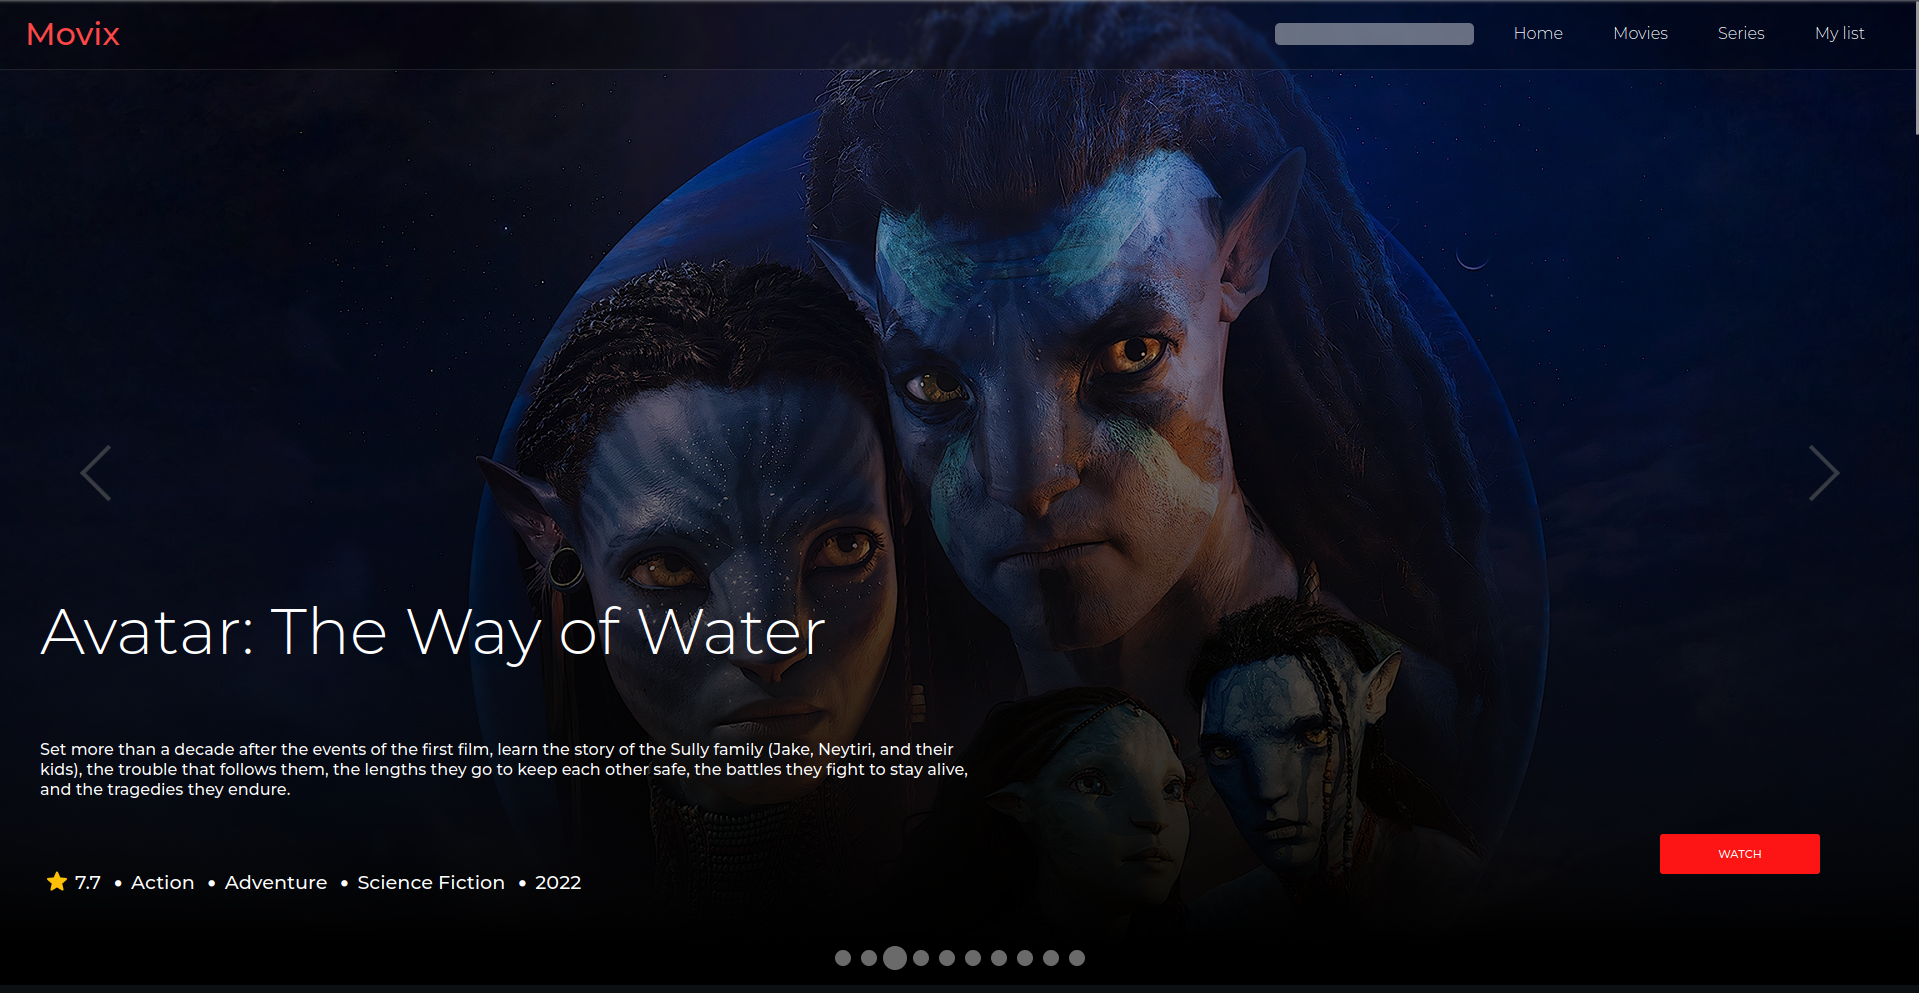 Movix
Home
Movies
Series
My list
Avatar: The Way of Water
Set more than a decade after the events of the first film, learn the story of the Sully family (Jake, Neytiri, and their
kids), the trouble that follows them, the lengths they go to keep each other safe, the battles they fight to stay alive,
and the tragedies they endure.
WATCH
7.7 • Action • Adventure • Science Fiction • 2022